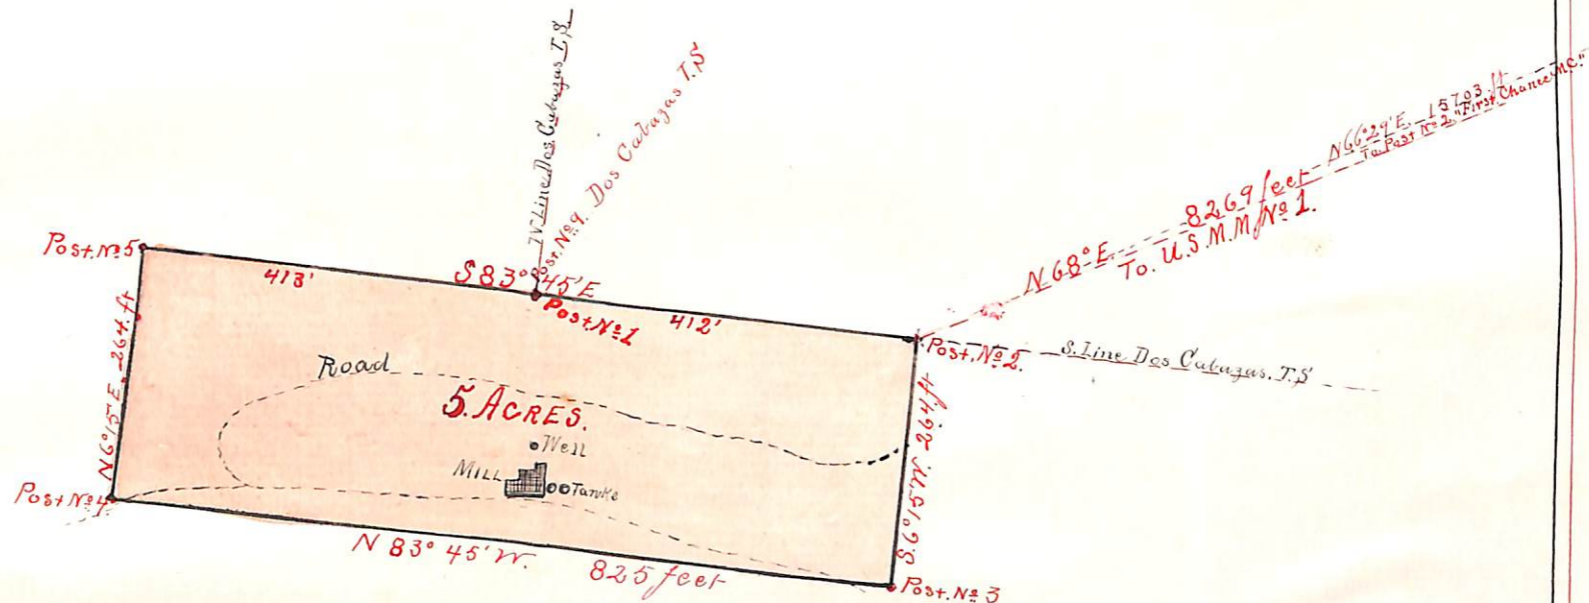 W. Line Dos Cabazas T.S
Post. Nº 9. Dos Cabazas T.S
N66°29'E. 15703. ft
To. Post Nº 2. "First Chance M.C."
8269 feet
N 68° E.
To. U.S.M.M Nº 1.
Post. Nº 5
413'
S 83° 45' E
Post. Nº 1
412'
Post. Nº 2.
S. Line Dos Cabazas. T.S
Road
5. ACRES.
Well
MILL
Tanks
N 6° 15' E. 264. ft
S. 6° 15' W. 264 ft
Post Nº 4
N 83° 45' W.
825 feet
Post. Nº 3